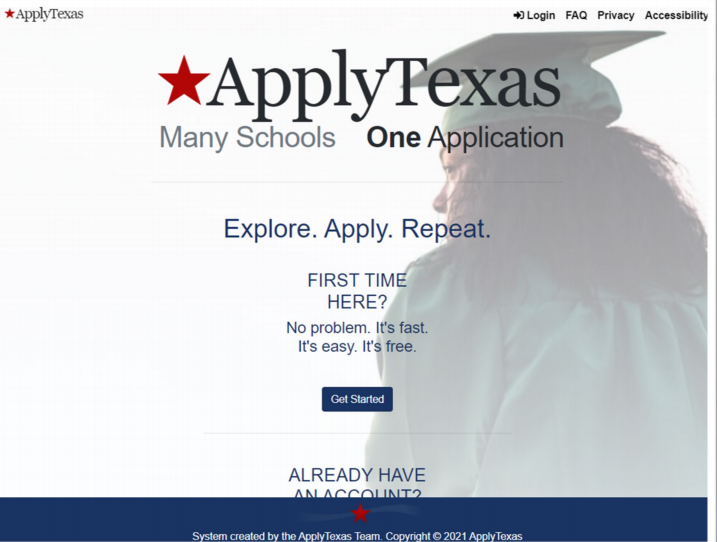 ApplyTexas
Login FAQ Privacy Accessibility
ApplyTexas
Many Schools One Application
Explore. Apply. Repeat.
FIRST TIME
HERE?
No problem. It's fast.
It's easy. It's free.
Get Started
ALREADY HAVE
AN ACCOUNT?
System created by the ApplyTexas Team. Copyright © 2021 ApplyTexas